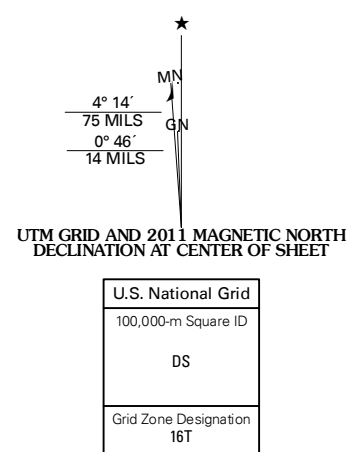 ★
MN
4° 14´
75 MILS
GN
0° 46´
14 MILS
UTM GRID AND 2011 MAGNETIC NORTH
DECLINATION AT CENTER OF SHEET
U.S. National Grid
100,000-m Square ID
DS
Grid Zone Designation
16T